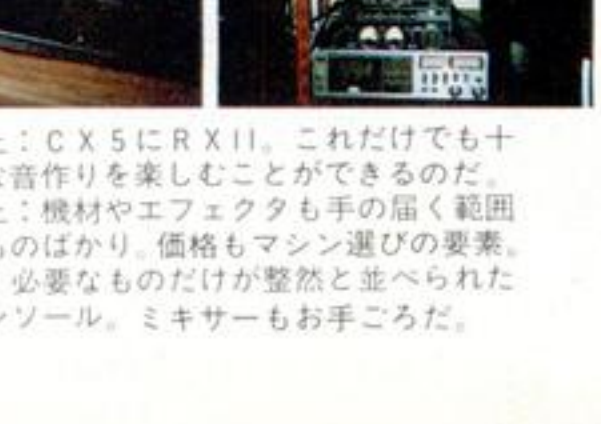 ：ＣＸ５にＲＸⅡ。これだけでも十
音作りを楽しむことができるのだ。
：機材やエフェクタも手の届く範囲
ものばかり。価格もマシン選びの要素。
必要なものだけが整然と並べられた
ンソール。ミキサーもお手ごろだ。